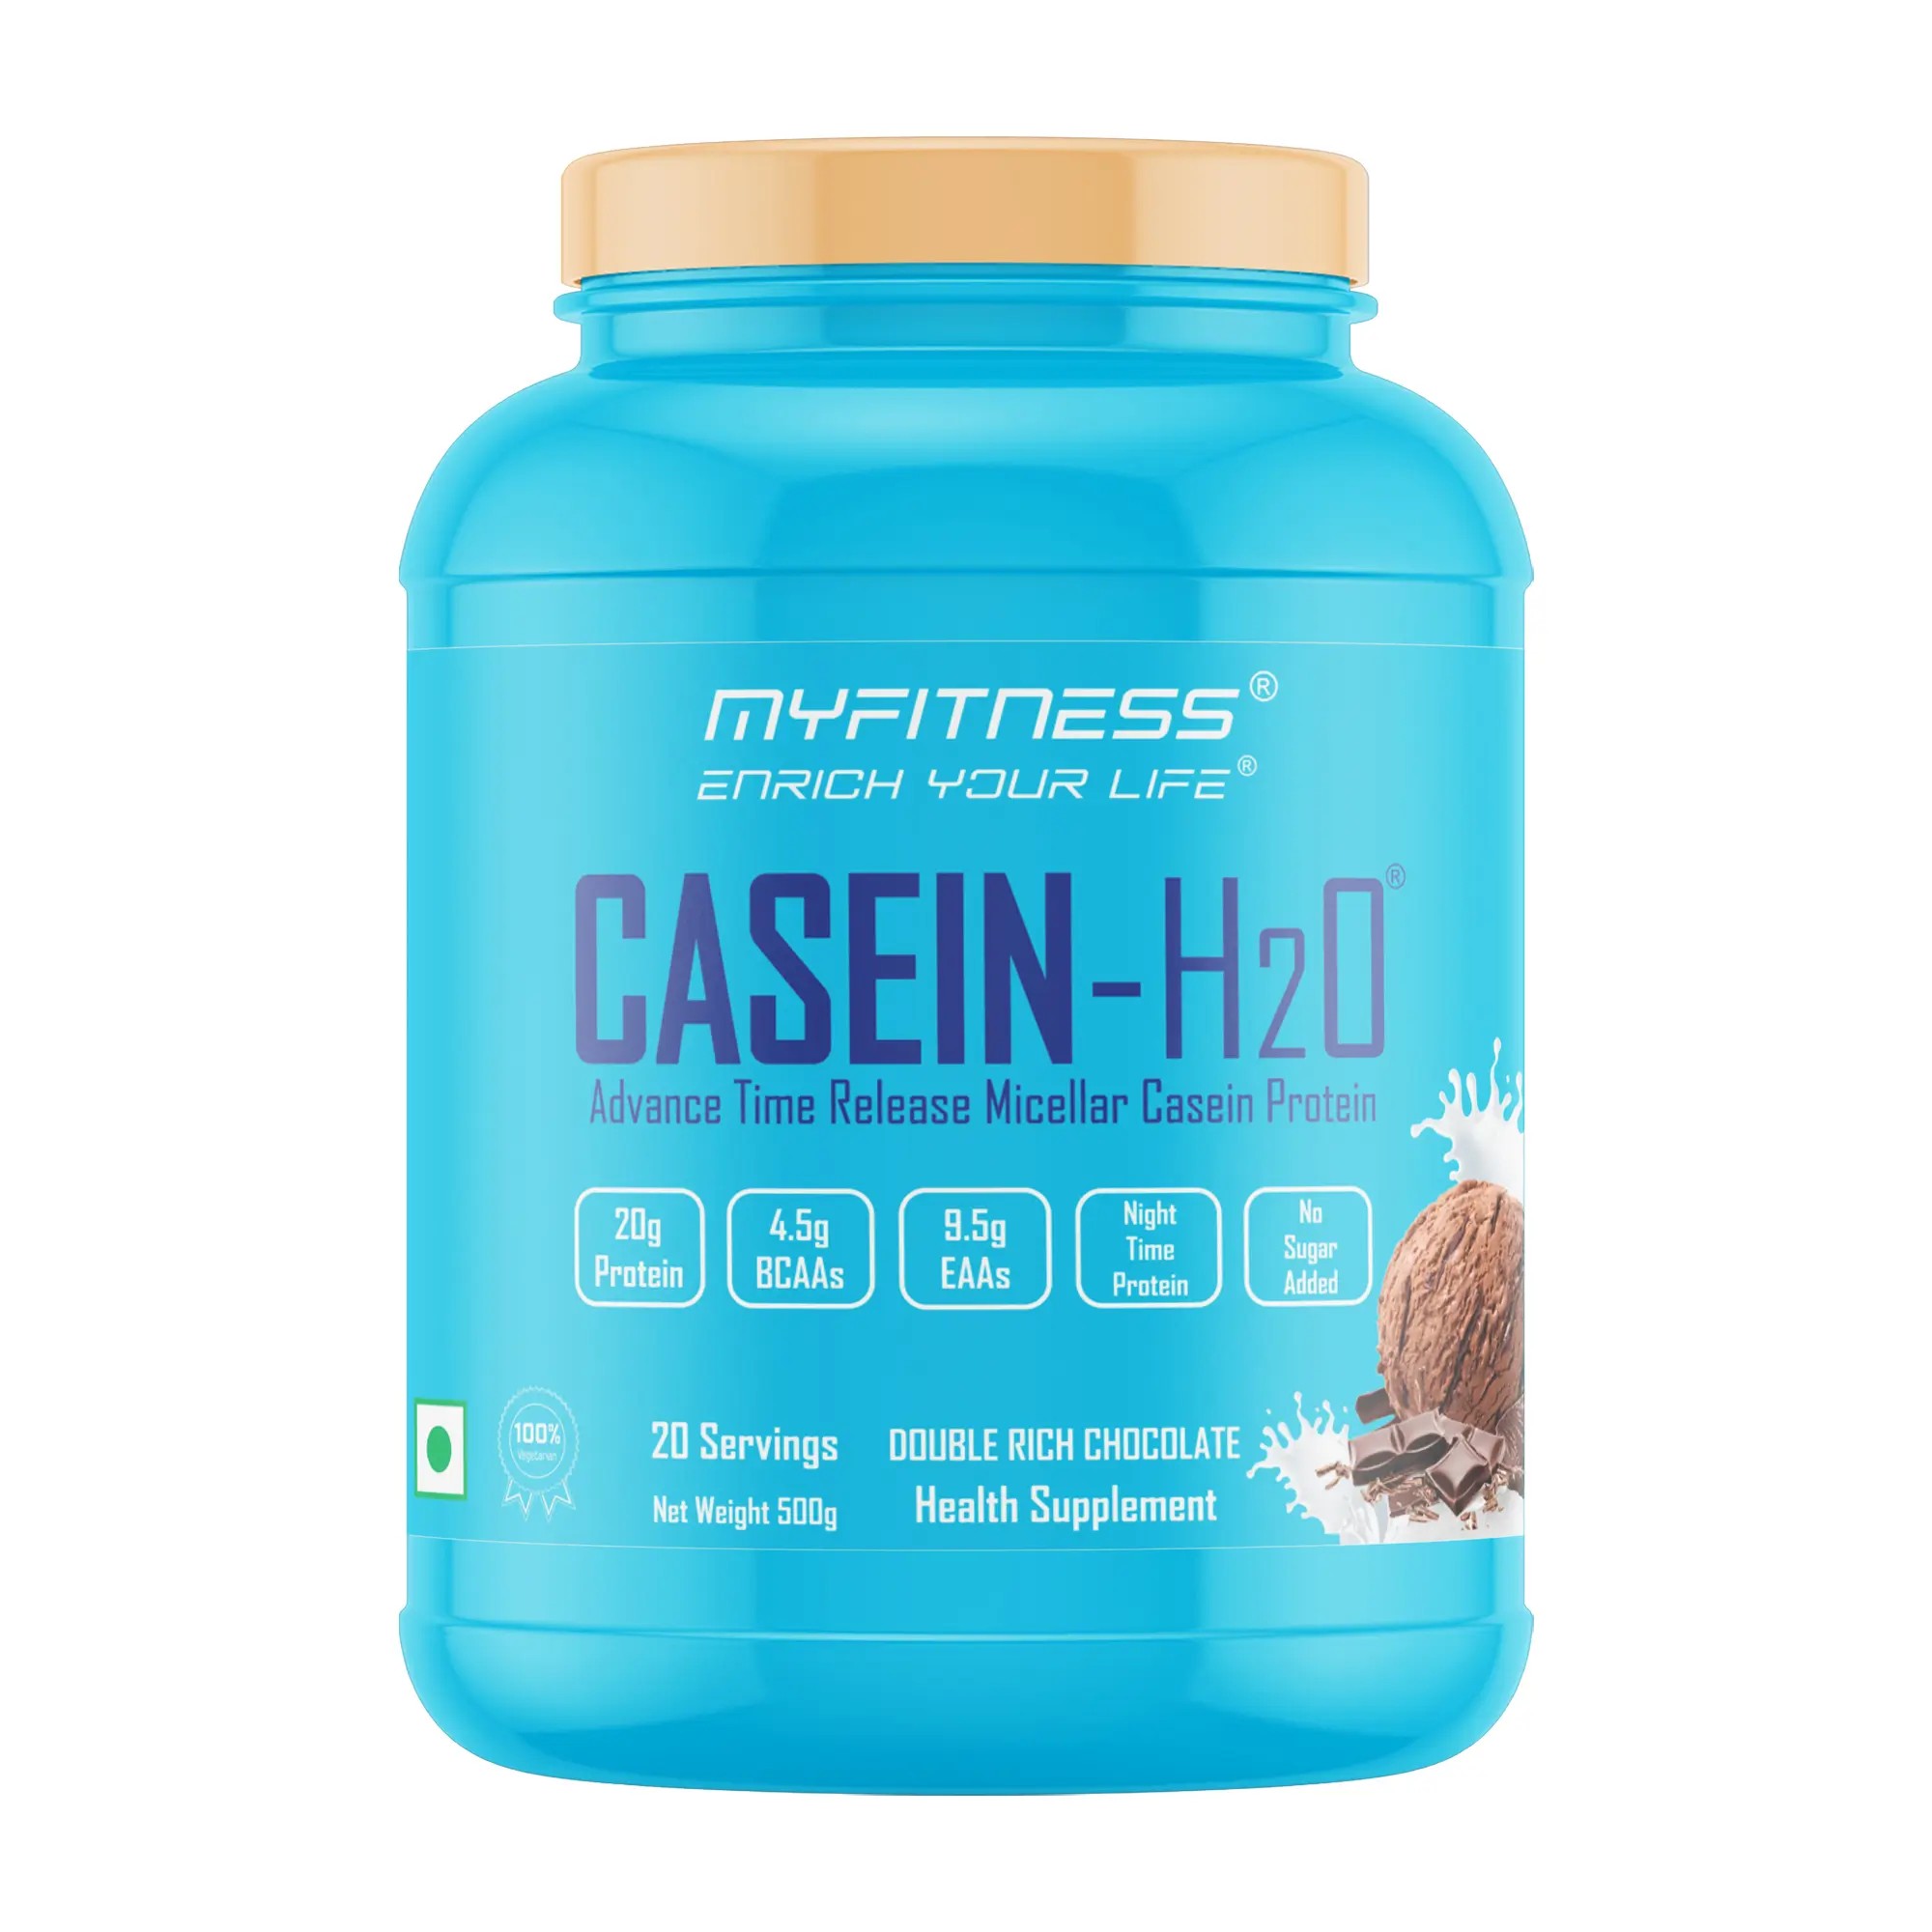 MYFITNESS®
ENRICH YOUR LIFE®
CASEIN-H2O®
Advance Time Release Micellar Casein Protein
20g
Protein
4.5g
BCAAs
9.5g
EAAs
Night
Time
Protein
No
Sugar
Added
100%
Vegetarian
20 Servings
Net Weight 500g
DOUBLE RICH CHOCOLATE
Health Supplement